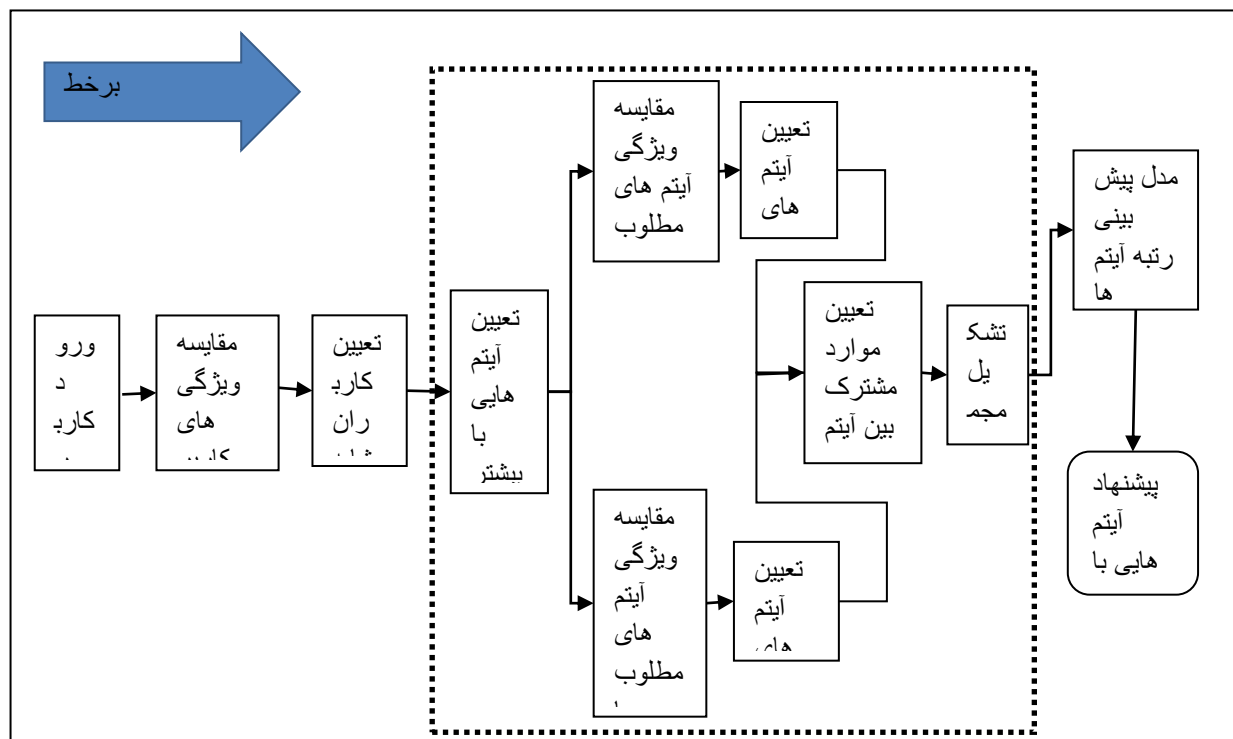 برخط
ورو
د
کارب
مقایسه
ویژگی
های
تعیین
کارب
ران
تعیین
آیتم
هایی
با
بیشتر
مقایسه
ویژگی
آیتم های
مطلوب
تعیین
آیتم
های
مقایسه
ویژگی
آیتم
های
مطلوب
تعیین
آیتم
های
تعیین
موارد
مشترک
بین آیتم
تشک
یل
مجم
مدل پیش
بینی
رتبه آیتم
ها
پیشنهاد
آیتم
هایی با